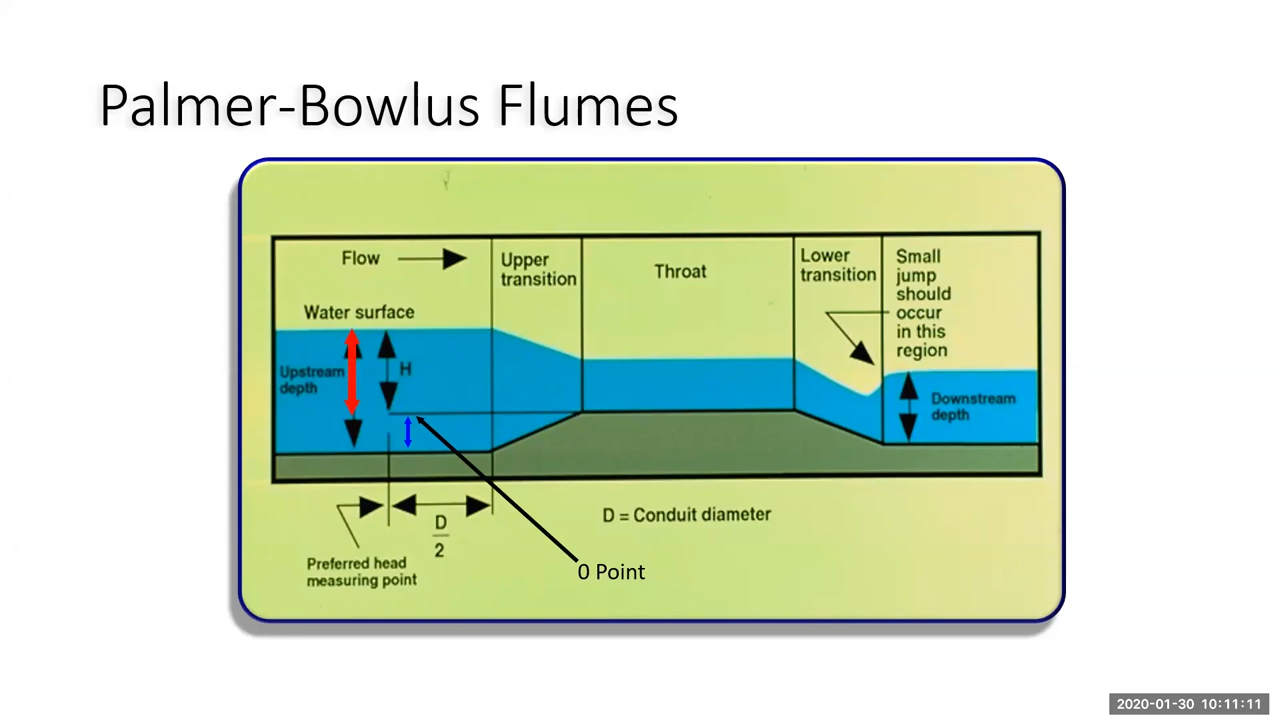 Palmer-Bowlus Flumes
Flow
Upper
transition
Throat
Lower
transition
Small
jump
should
occur
in this
region
Water surface
Upstream
depth
H
Downstream
depth
D
2
D = Conduit diameter
Preferred head
measuring point
0 Point
2020-01-30 10:11:11